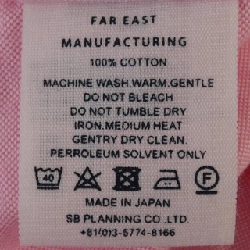 FAR EAST
MANUFACTURING
100% COTTON
MACHINE WASH.WARM.GENTLE
DO NOT BLEACH
DO NOT TUMBLE DRY
IRON.MEDIUM HEAT
GENTRY DRY CLEAN.
PERROLEUM SOLVENT ONLY
40 F
MADE IN JAPAN
SB PLANNING CO.,LTD.
+81(0)3-5774-8166